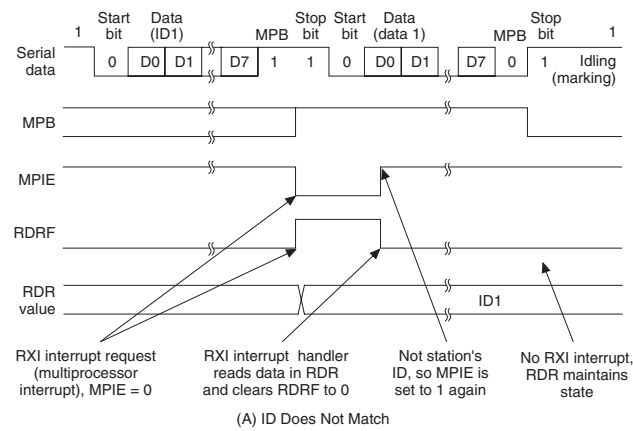 Start bit
Data (ID1)
MPB
Stop bit
Start bit
Data (data 1)
MPB
Stop bit
1
1
Serial data
0
D0
D1
D7
1
1
0
D0
D1
D7
0
1
Idling (marking)
MPB
MPIE
RDRF
RDR value
ID1
RXI interrupt request
(multiprocessor
interrupt), MPIE = 0
RXI interrupt handler
reads data in RDR
and clears RDRF to 0
Not station's
ID, so MPIE is
set to 1 again
No RXI interrupt,
RDR maintains
state
(A) ID Does Not Match